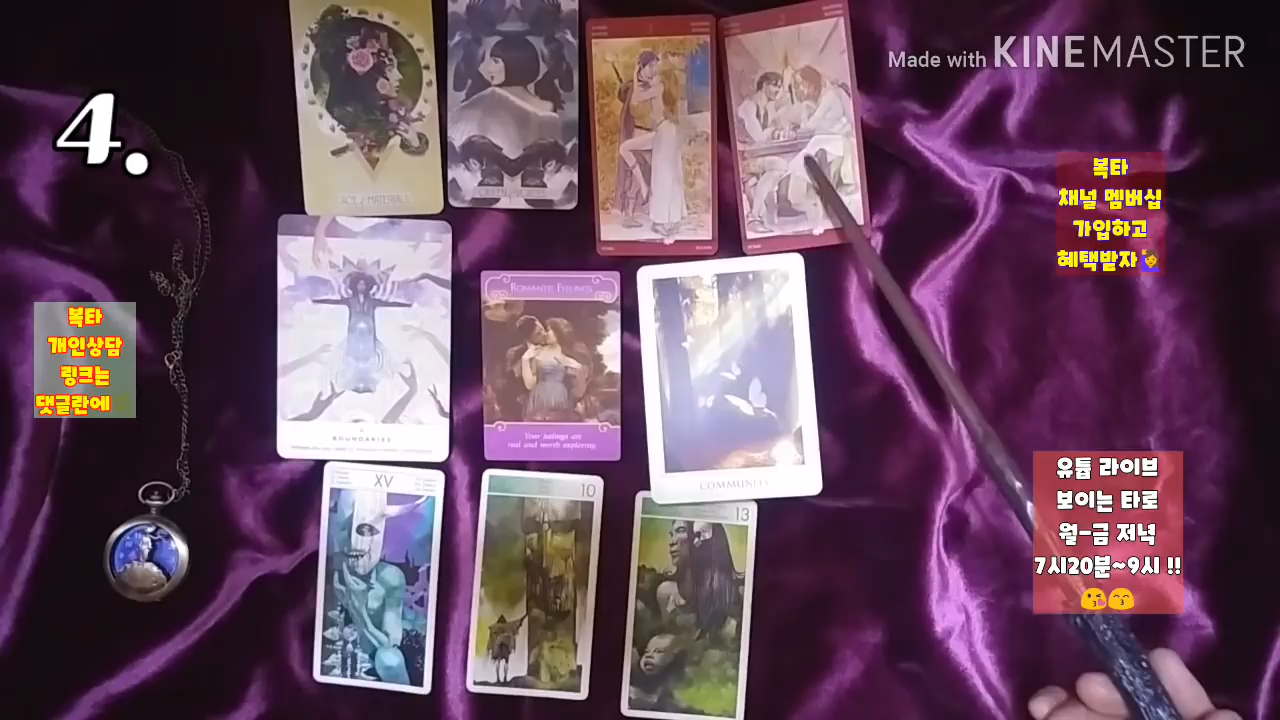 Made with KINEMASTER
4.
복타
채널 멤버십
가입하고
혜택받자🙋‍♀️
복타
개인상담
링크는
댓글란에
ROMANTIC FEELINGS
Your feelings are
real and worth exploring
BOUNDARIES
COMMUNITY
XV
10
13
유튭 라이브
보이는 타로
월-금 저녁
7시20분~9시 !!
😘😙